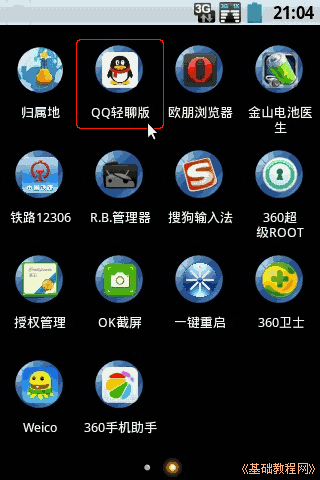 3G 21:04
归属地 QQ轻聊版 欧朋浏览器 金山电池医
生
铁路12306 R.B.管理器 搜狗输入法 360超
级ROOT
授权管理 OK截屏 一键重启 360卫士
Weico 360手机助手
《基础教程网》